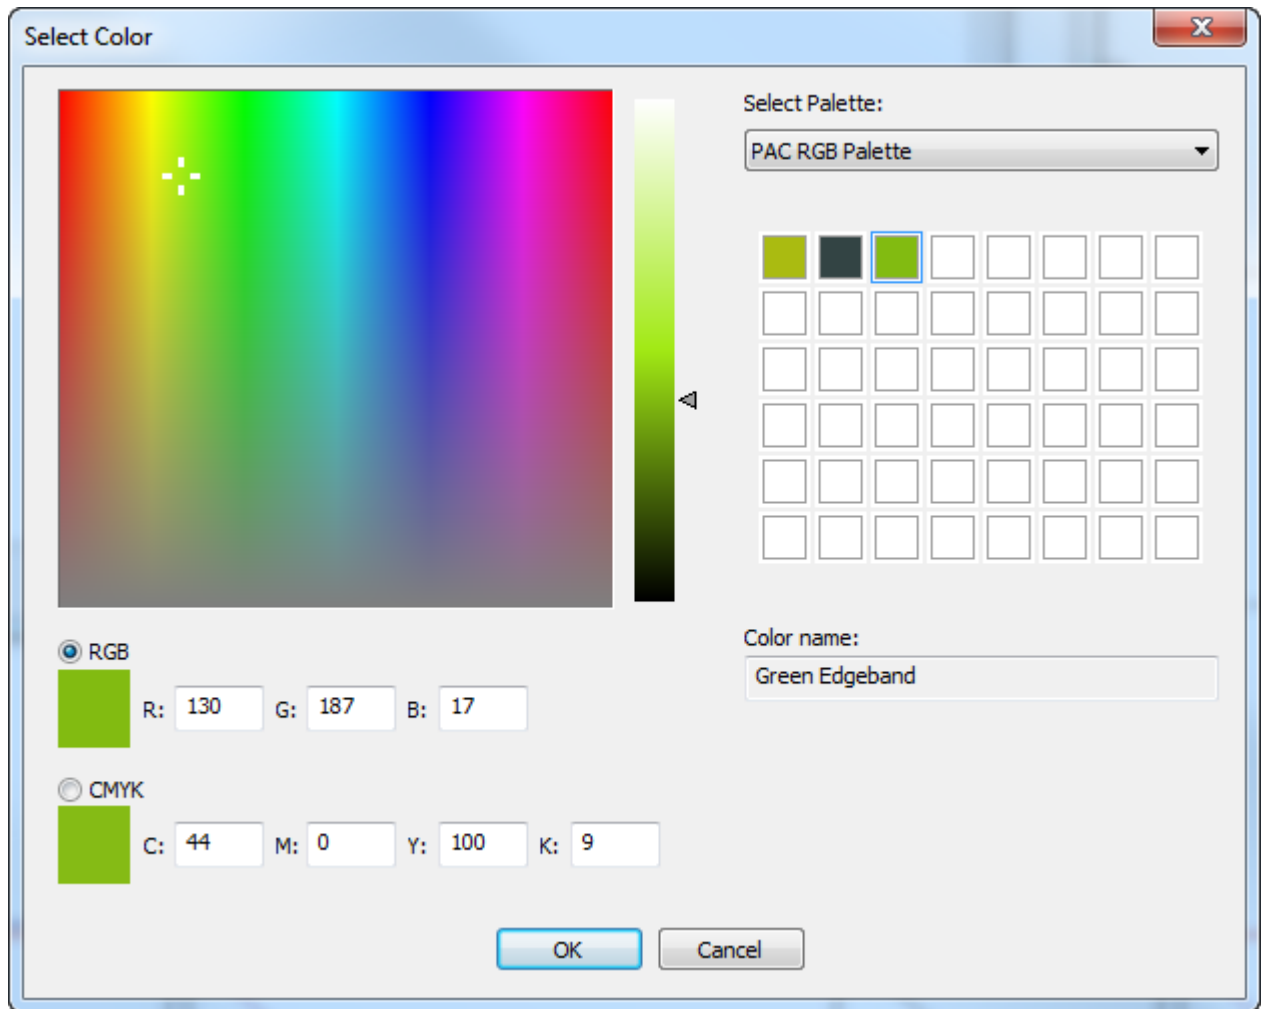 Select Color
Select Palette:
PAC RGB Palette
RGB
R: 130 G: 187 B: 17
CMYK
C: 44 M: 0 Y: 100 K: 9
Color name:
Green Edgeband
OK Cancel